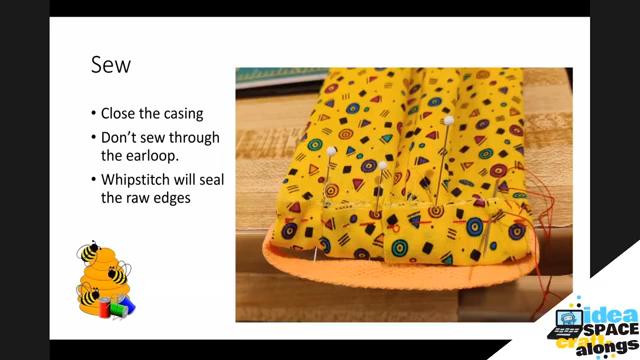 Sew
• Close the casing
• Don't sew through
the earloop.
• Whipstitch will seal
the raw edges
idea
SPACE
craft
alongs